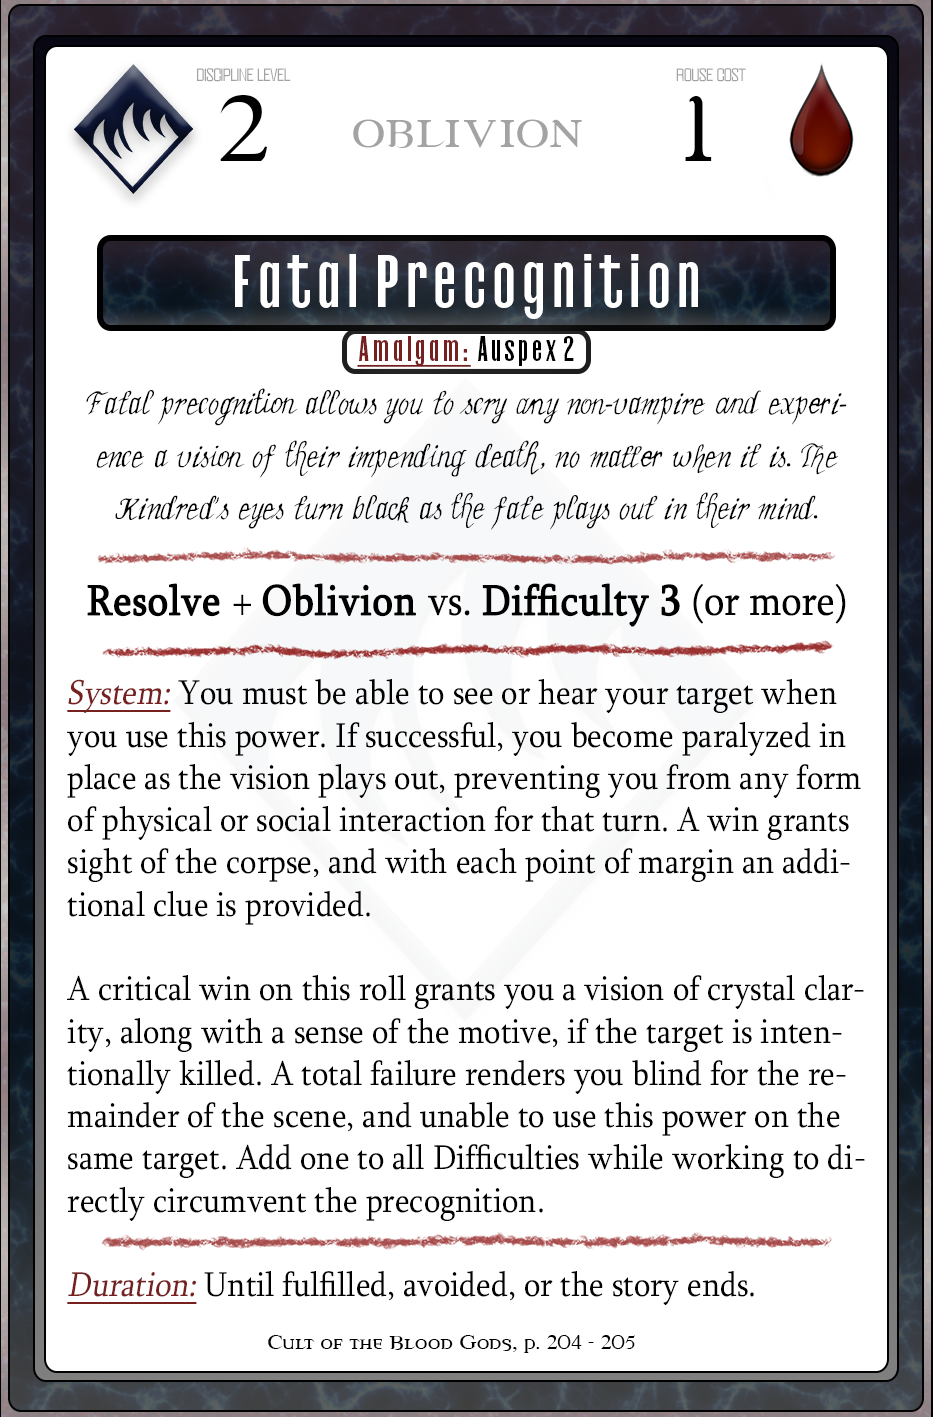 DISCIPLINE LEVEL
2
OBLIVION
ROUSE COST
1
Fatal Precognition
Amalgam: Auspex 2
Fatal precognition allows you to scry any non-vampire and experi-
ence a vision of their impending death, no matter when it is. The
Kindred's eyes turn black as the fate plays out in their mind.
Resolve + Oblivion vs. Difficulty 3 (or more)
System: You must be able to see or hear your target when
you use this power. If successful, you become paralyzed in
place as the vision plays out, preventing you from any form
of physical or social interaction for that turn. A win grants
sight of the corpse, and with each point of margin an addi-
tional clue is provided.
A critical win on this roll grants you a vision of crystal clar-
ity, along with a sense of the motive, if the target is inten-
tionally killed. A total failure renders you blind for the re-
mainder of the scene, and unable to use this power on the
same target. Add one to all Difficulties while working to di-
rectly circumvent the precognition.
Duration: Until fulfilled, avoided, or the story ends.
Cult of the Blood Gods, p. 204 - 205